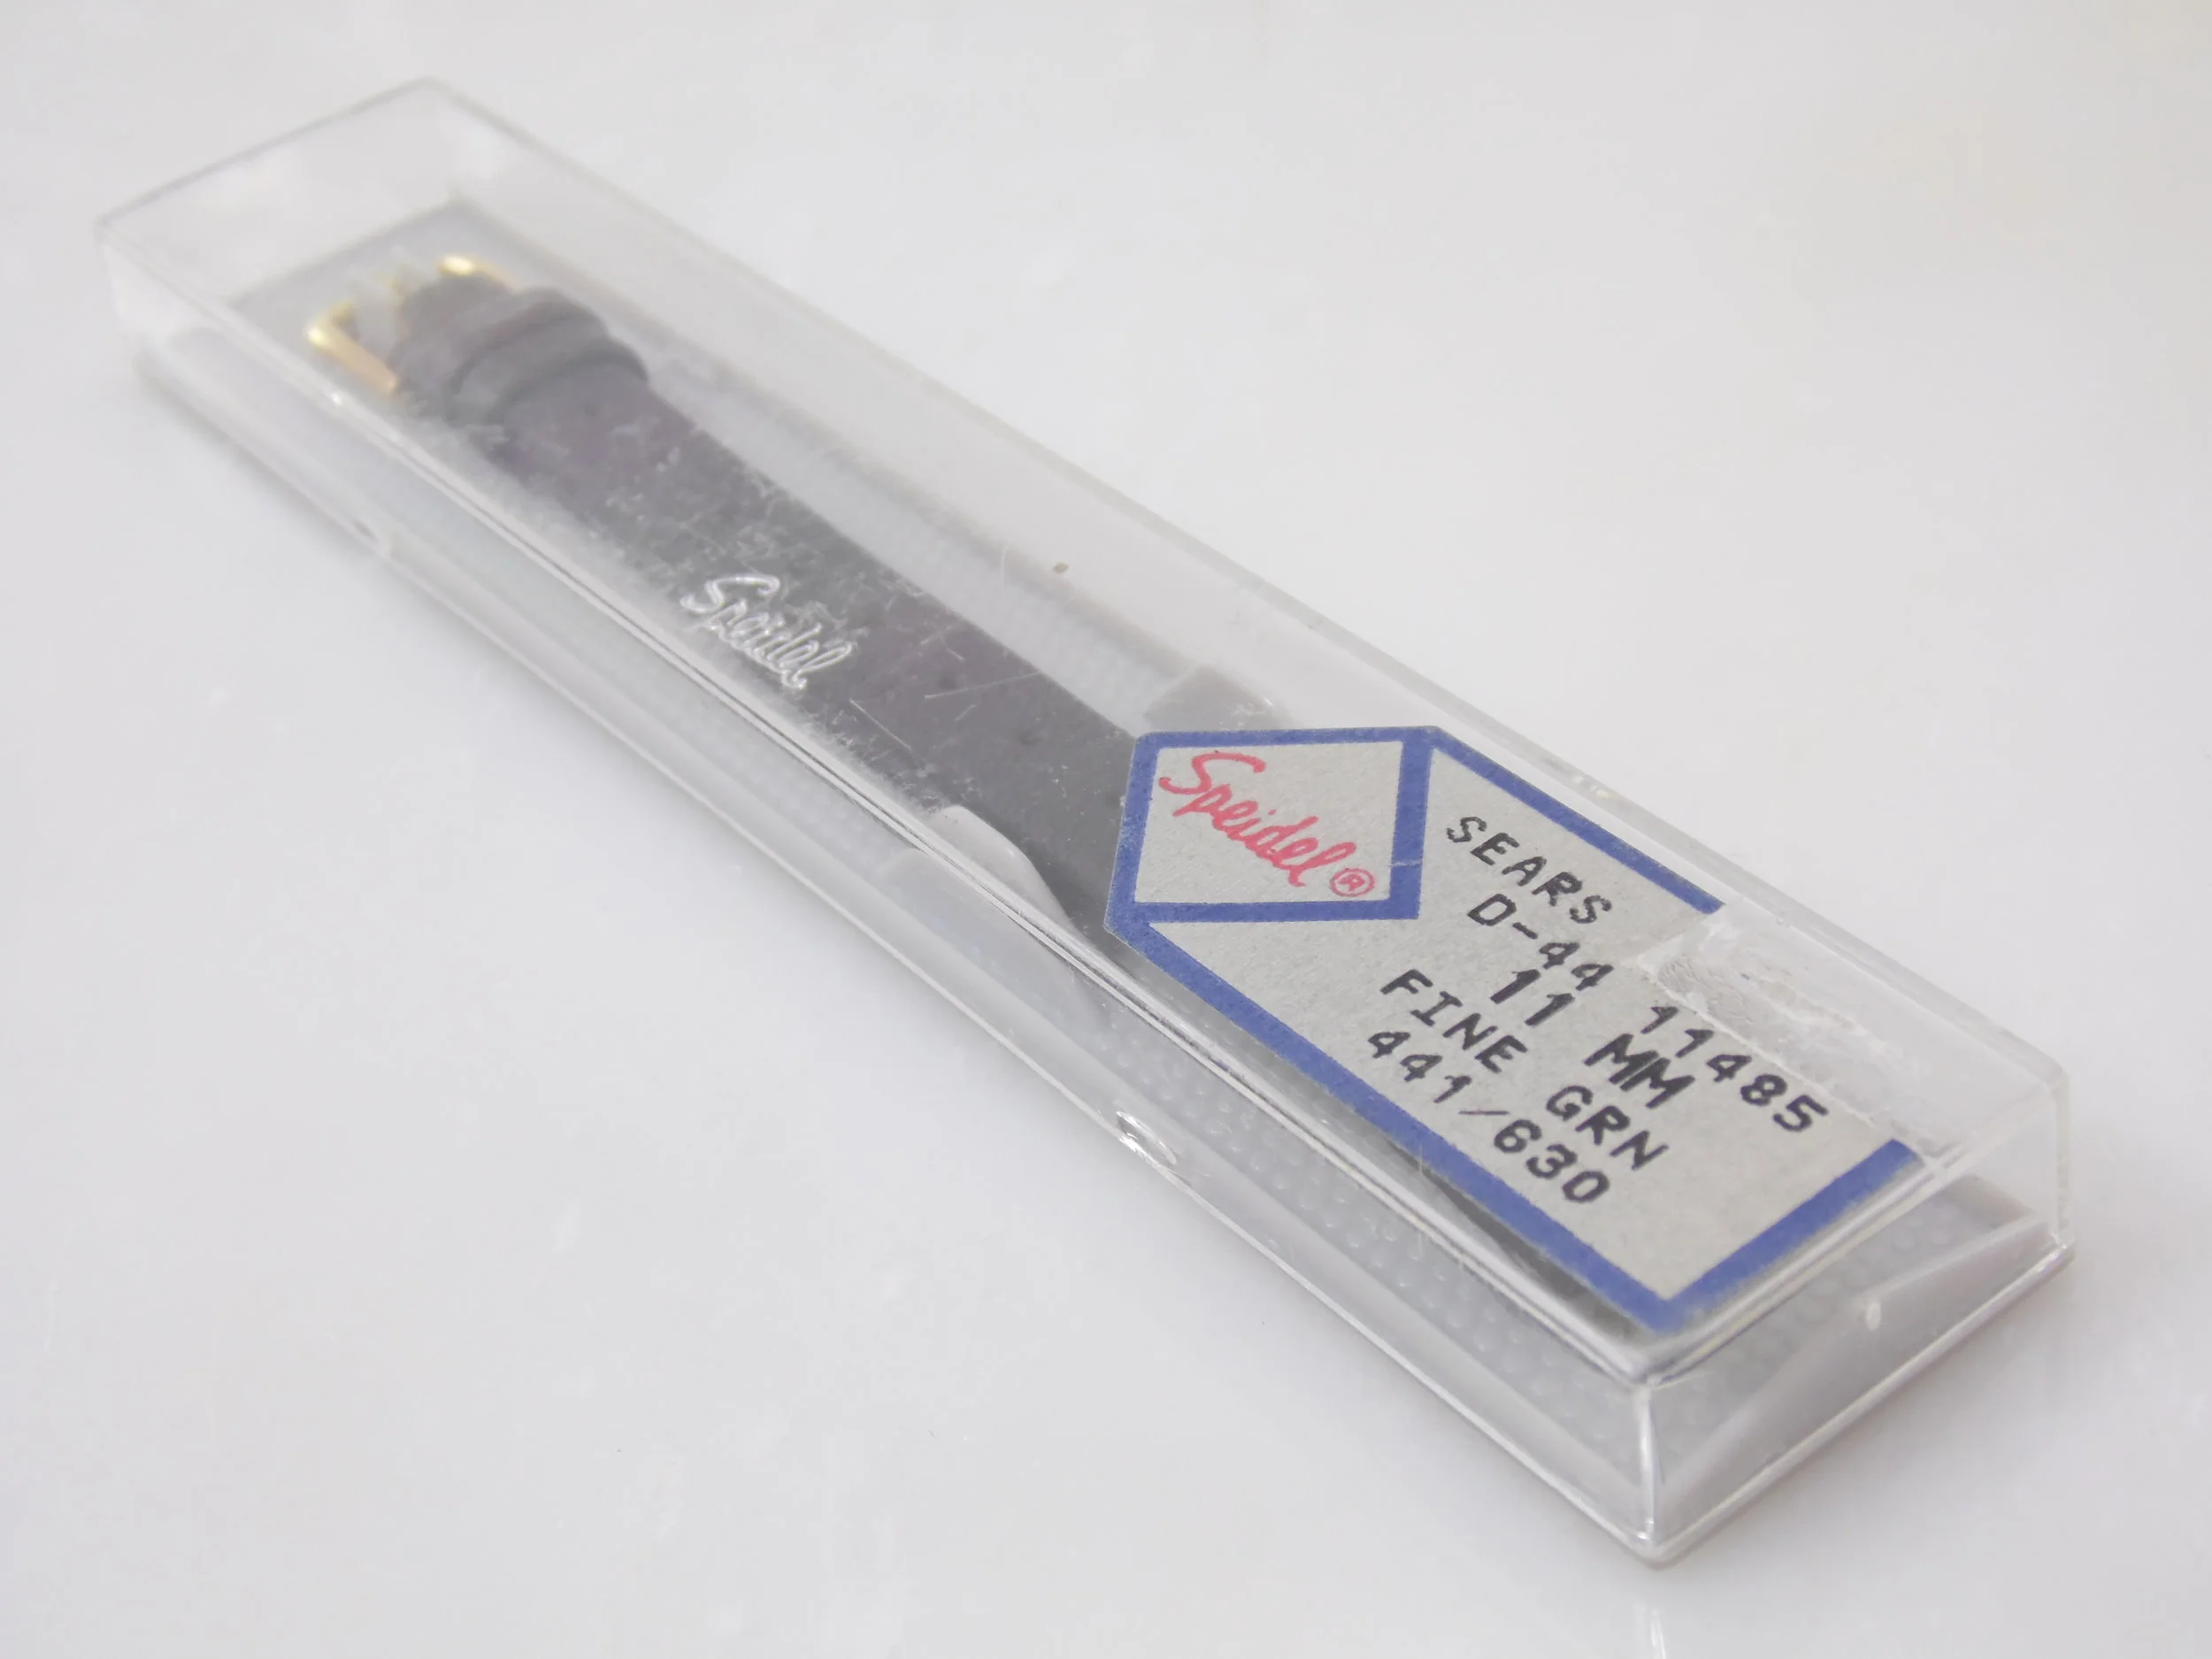 Speidel
Speidel®
SEARS
D-44 11485
11 MM
FINE GRN
441/630